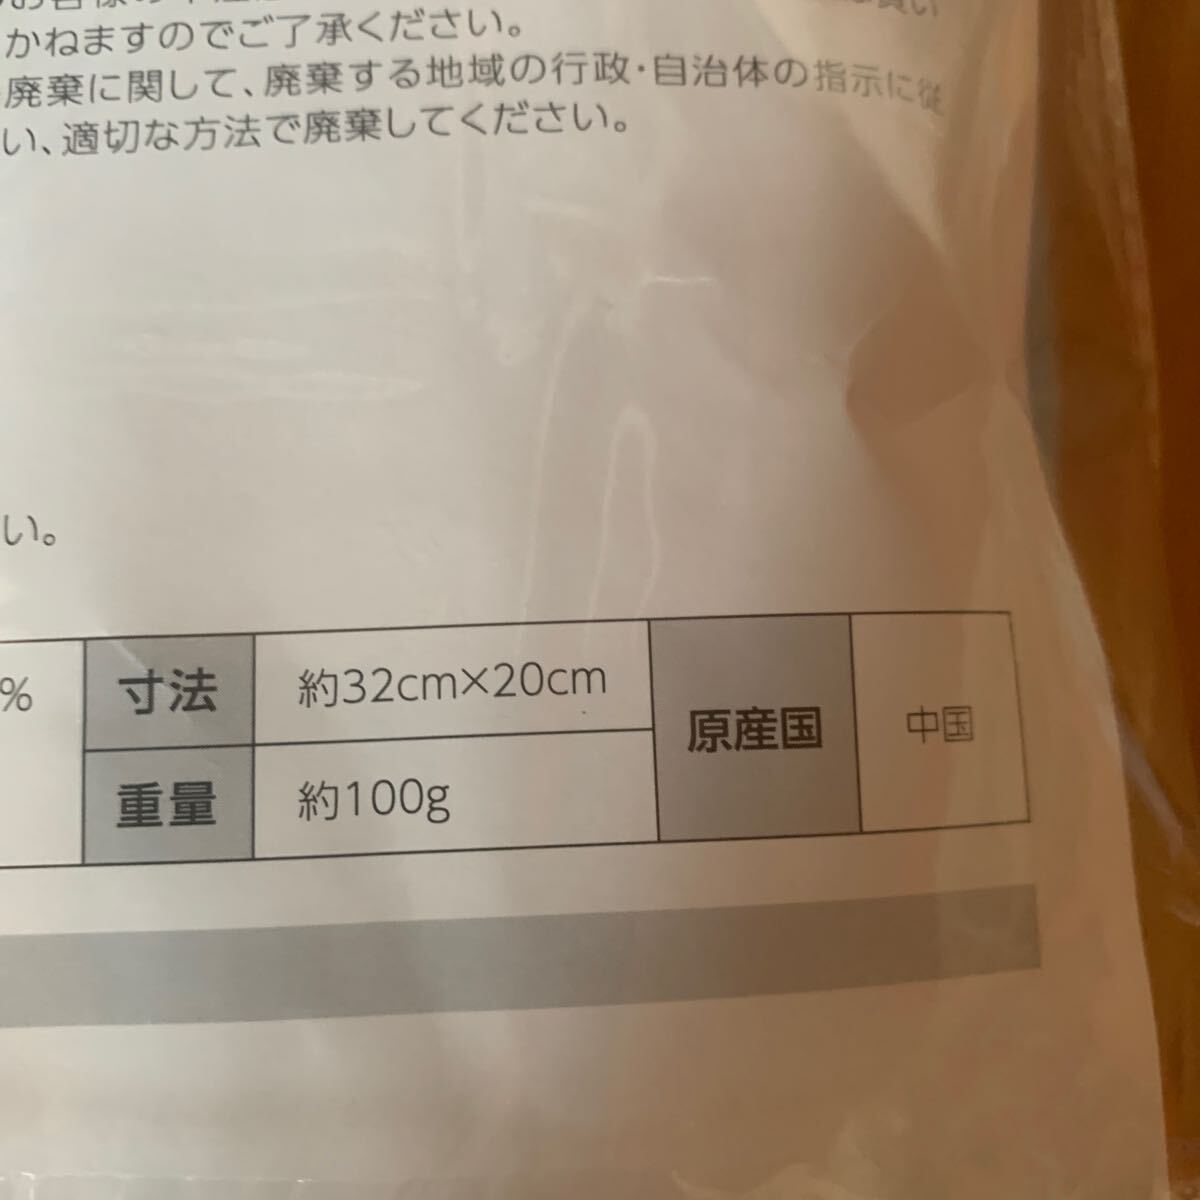 かねますのでご了承ください。
廃棄に関して、廃棄する地域の行政・自治体の指示に従
い、適切な方法で廃棄してください。
い。
%
寸法
約32cm×20cm
重量
約100g
原産国
中国